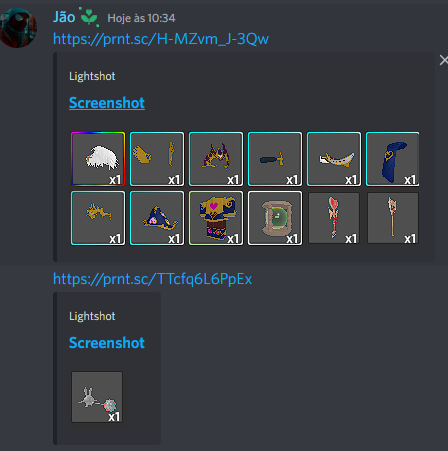 Jão Hoje às 10:34
https://prnt.sc/H-MZvm_J-3Qw
Lightshot
Screenshot
x1 x1 x1 x1 x1 x1
x1 x1 x1 x1 x1 x1
https://prnt.sc/TTcfq6L6PpEx
Lightshot
Screenshot
x1